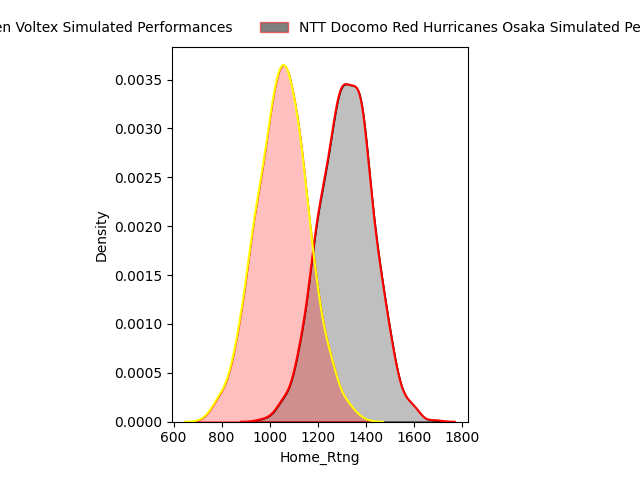 en Voltex Simulated Performances
NTT Docomo Red Hurricanes Osaka Simulated Pe
0.0035
0.0030
0.0025
0.0020
0.0015
0.0010
0.0005
0.0000
Density
600 800 1000 1200 1400 1600 1800
Home_Rtng